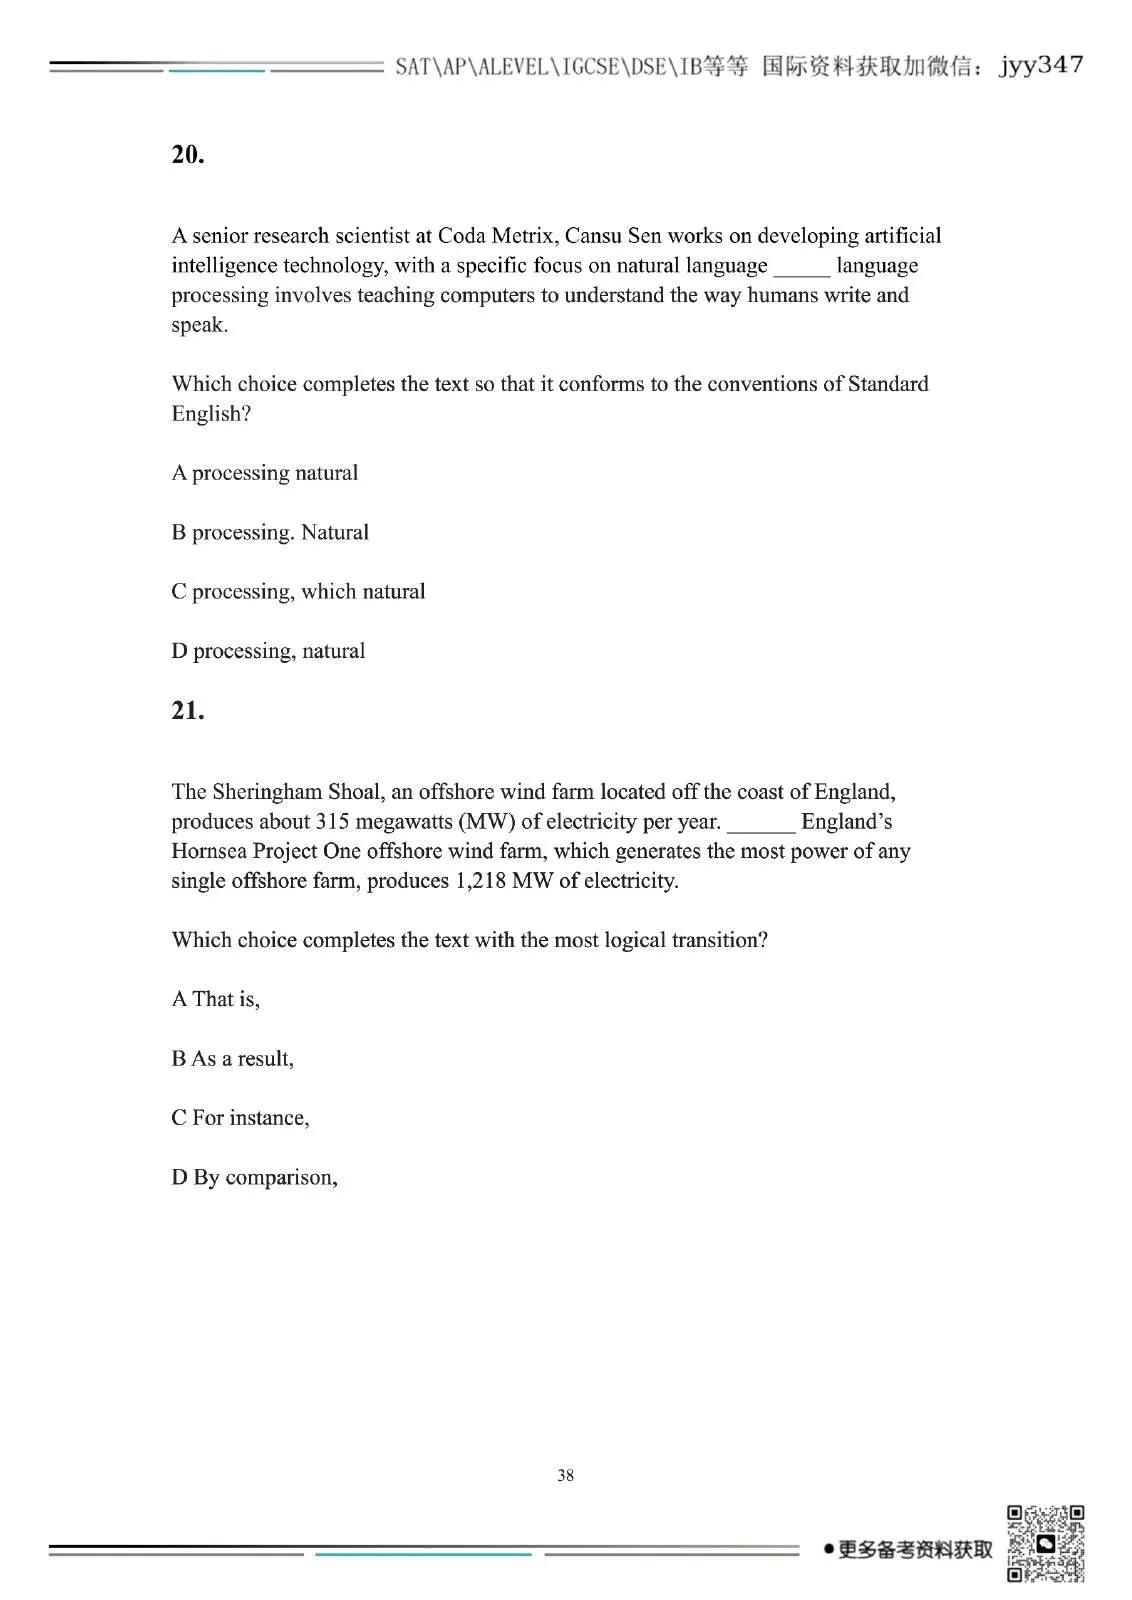 SAT\AP\ALEVEL\IGCSE\DSE\IB等等 国际资料获取加微信：jyy347
20.
A senior research scientist at Coda Metrix, Cansu Sen works on developing artificial
intelligence technology, with a specific focus on natural language _____ language
processing involves teaching computers to understand the way humans write and
speak.
Which choice completes the text so that it conforms to the conventions of Standard
English?
A processing natural
B processing. Natural
C processing, which natural
D processing, natural
21.
The Sheringham Shoal, an offshore wind farm located off the coast of England,
produces about 315 megawatts (MW) of electricity per year. ______ England’s
Hornsea Project One offshore wind farm, which generates the most power of any
single offshore farm, produces 1,218 MW of electricity.
Which choice completes the text with the most logical transition?
A That is,
B As a result,
C For instance,
D By comparison,
38
●更多备考资料获取